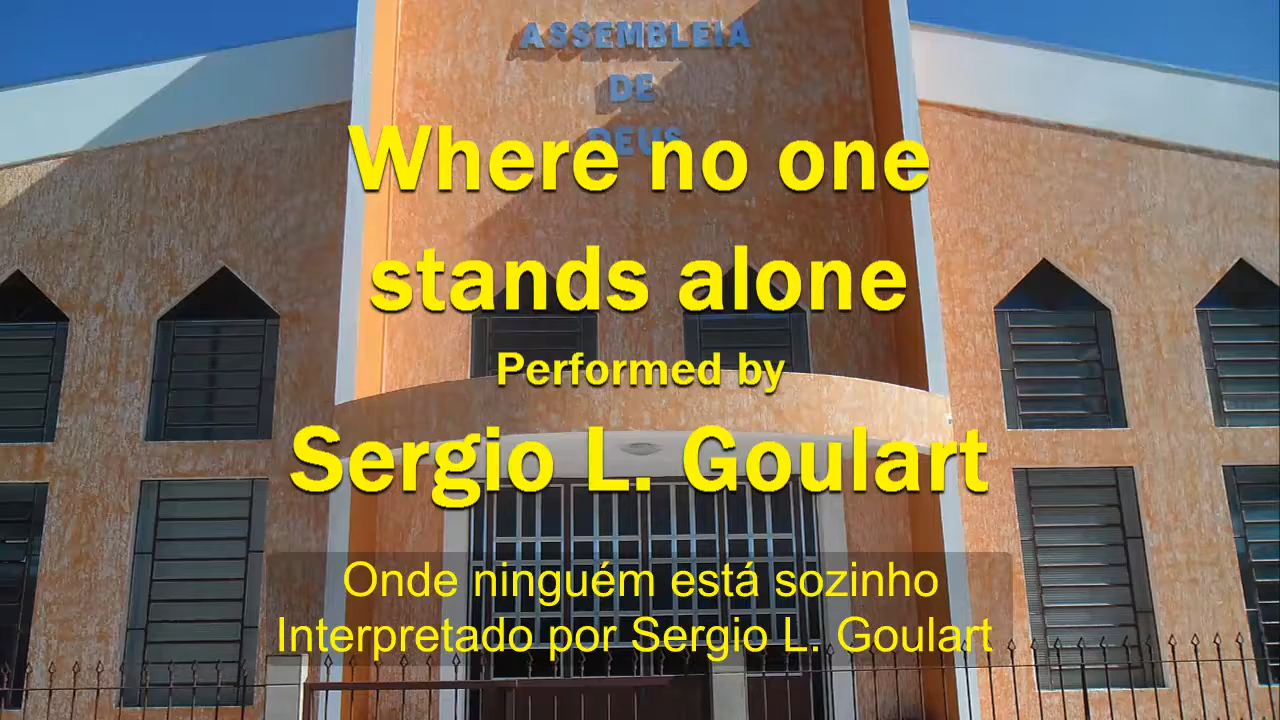 ASSEMBLEIA
DE
DEUS
Where no one
stands alone
Performed by
Sergio L. Goulart
Onde ninguém está sozinho
Interpretado por Sergio L. Goulart